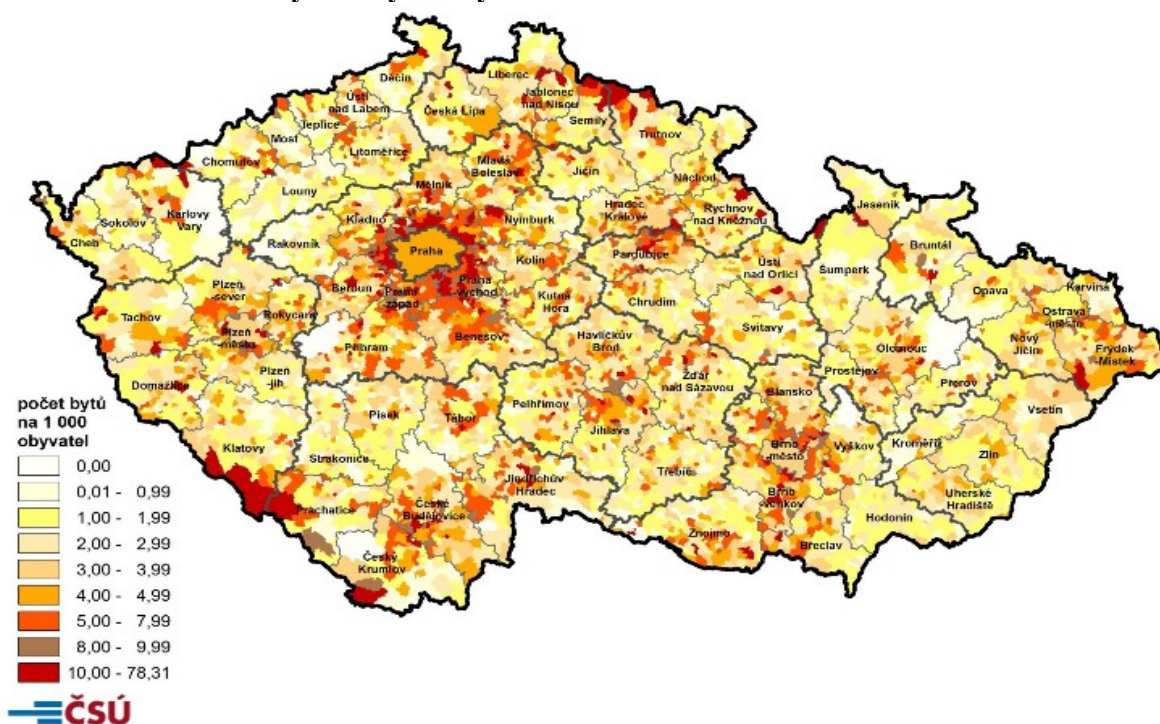 Děčín
Liberec
Ústí
nad Labem
Česká Lípa
Jablonec
nad Nisou
Teplice
Semily
Most
Trutnov
Litoměřice
Chomutov
Mladá
Boleslav
Jičín
Louny
Mělník
Náchod
Jeseník
Karlovy
Vary
Sokolov
Kladno
Nymburk
Hradec
Králové
Rychnov
nad Kněžnou
Cheb
Rakovník
Praha
Kolín
Pardubice
Ústí
nad Orlicí
Šumperk
Bruntál
Plzeň
-sever
Beroun
Praha
-západ
Praha
-východ
Kutná
Hora
Chrudim
Opava
Karviná
Tachov
Rokycany
Ostrava
-město
Plzeň
-město
Příbram
Benešov
Havlíčkův
Brod
Svitavy
Olomouc
Nový
Jičín
Frýdek
-Místek
Domažlice
Plzeň
-jih
Žďár
nad Sázavou
Blansko
Prostějov
Přerov
Písek
Tábor
Pelhřimov
Jihlava
Vsetín
Klatovy
Strakonice
Brno
-město
Vyškov
Kroměříž
Zlín
Jindřichův
Hradec
Třebíč
Prachatice
České
Budějovice
Brno
-venkov
Uherské
Hradiště
Hodonín
Český
Krumlov
Znojmo
Břeclav
počet bytů
na 1 000
obyvatel
0,00
0,01 - 0,99
1,00 - 1,99
2,00 - 2,99
3,00 - 3,99
4,00 - 4,99
5,00 - 7,99
8,00 - 9,99
10,00 - 78,31
ČSÚ